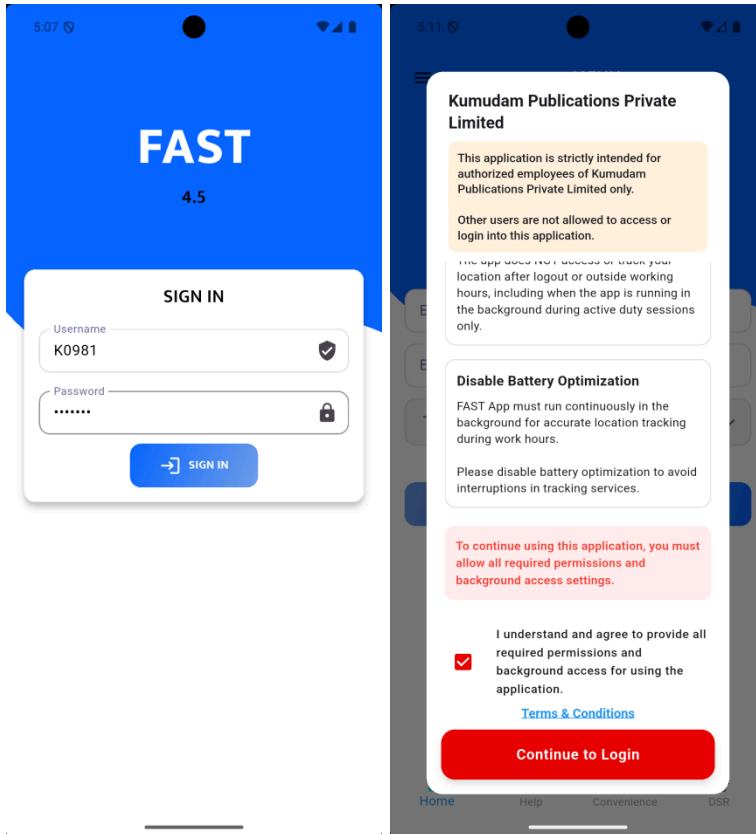 5:07
FAST
4.5
SIGN IN
Username
K0981
Password
•••••••
SIGN IN
5:11
Kumudam Publications Private
Limited
This application is strictly intended for
authorized employees of Kumudam
Publications Private Limited only.
Other users are not allowed to access or
login into this application.
location after logout or outside working
hours, including when the app is running in
the background during active duty sessions
only.
Disable Battery Optimization
FAST App must run continuously in the
background for accurate location tracking
during work hours.
Please disable battery optimization to avoid
interruptions in tracking services.
To continue using this application, you must
allow all required permissions and
background access settings.
I understand and agree to provide all
required permissions and
background access for using the
application.
Terms & Conditions
Continue to Login
Home
Help
Convenience
DSR